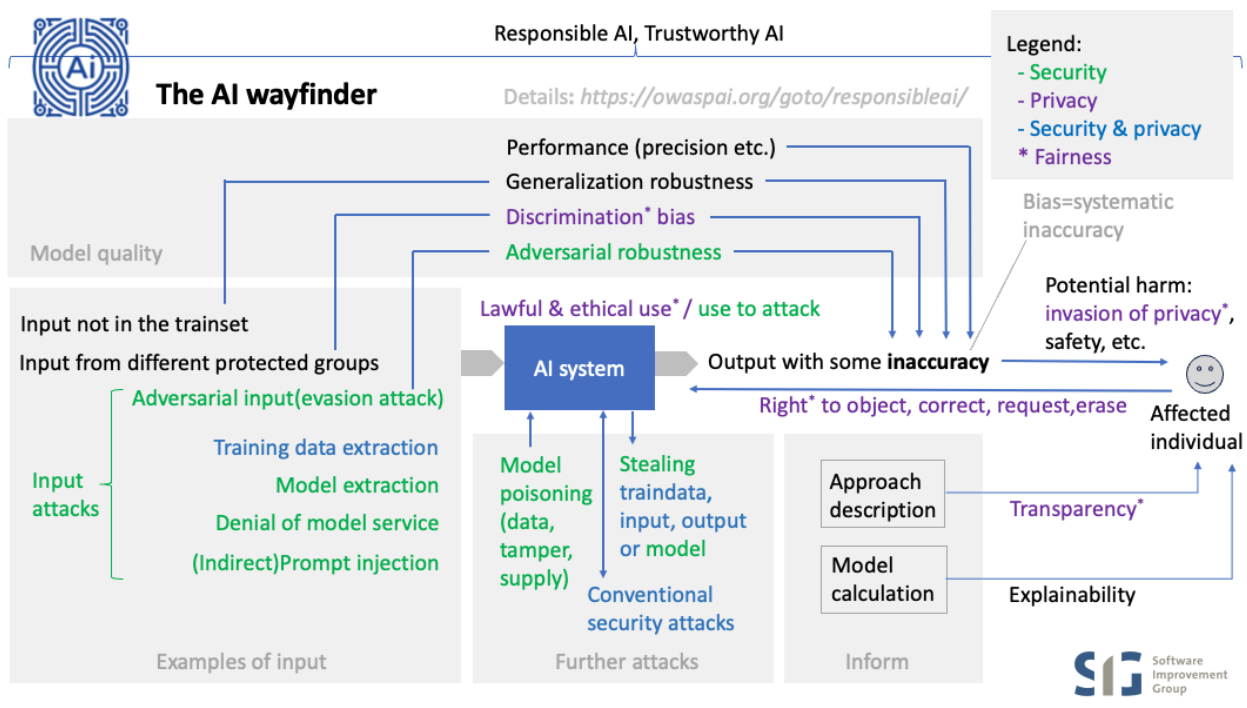 Responsible AI, Trustworthy AI
Ai
The AI wayfinder
Details: https://owaspai.org/goto/responsibleai/
Legend:
- Security
- Privacy
- Security & privacy
* Fairness
Performance (precision etc.)
Generalization robustness
Discrimination* bias
Adversarial robustness
Model quality
Bias=systematic
inaccuracy
Input not in the trainset
Input from different protected groups
Adversarial input(evasion attack)
Training data extraction
Model extraction
Denial of model service
(Indirect)Prompt injection
Input
attacks
Examples of input
Lawful & ethical use* / use to attack
AI system
Output with some inaccuracy
Potential harm:
invasion of privacy*,
safety, etc.
Right* to object, correct, request,erase
Affected
individual
Model
poisoning
(data,
tamper,
supply)
Stealing
traindata,
input, output
or model
Conventional
security attacks
Further attacks
Approach
description
Transparency*
Model
calculation
Explainability
Inform
SIG
Software
Improvement
Group